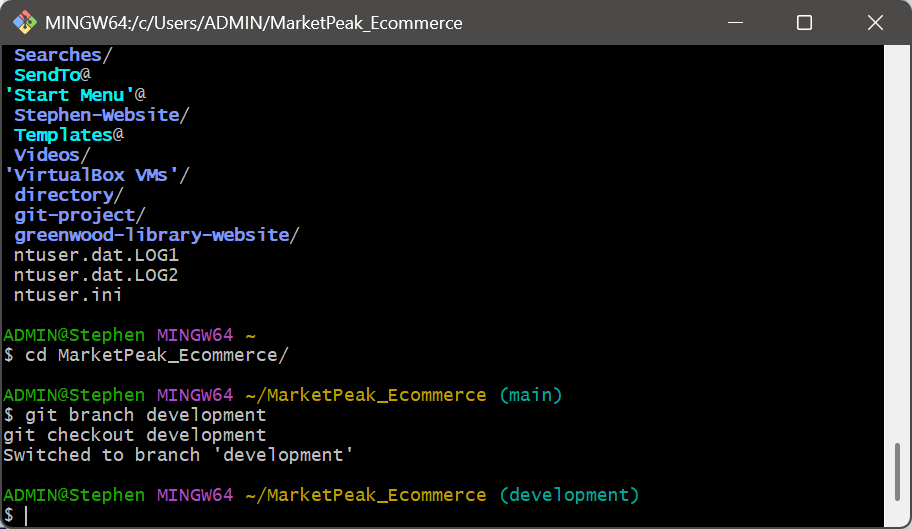 MINGW64:/c/Users/ADMIN/MarketPeak_Ecommerce
Searches/
SendTo@
'Start Menu'@
Stephen-Website/
Templates@
Videos/
'VirtualBox VMs'/
directory/
git-project/
greenwood-library-website/
ntuser.dat.LOG1
ntuser.dat.LOG2
ntuser.ini
ADMIN@Stephen MINGW64 ~
$ cd MarketPeak_Ecommerce/
ADMIN@Stephen MINGW64 ~/MarketPeak_Ecommerce (main)
$ git branch development
git checkout development
Switched to branch 'development'
ADMIN@Stephen MINGW64 ~/MarketPeak_Ecommerce (development)
$